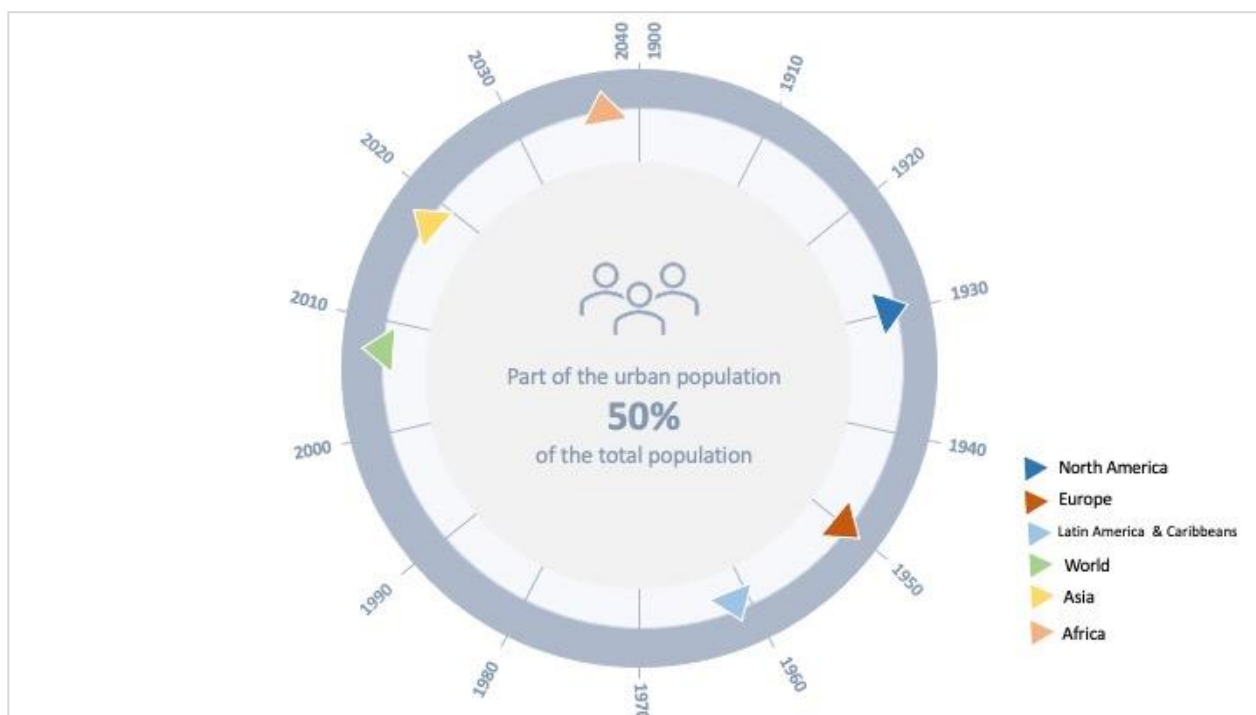 2040
1900
1910
1920
1930
1940
1950
1960
1970
1980
1990
2000
2010
2020
2030
Part of the urban population
50%
of the total population
North America
Europe
Latin America & Caribbeans
World
Asia
Africa